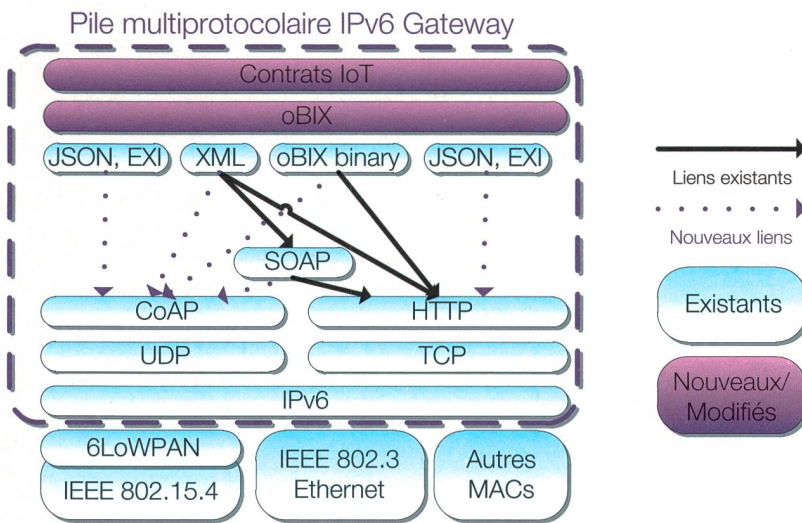 Pile multiprotocolaire IPv6 Gateway
Contrats IoT
oBIX
JSON, EXI
XML
oBIX binary
JSON, EXI
SOAP
CoAP
HTTP
UDP
TCP
IPv6
6LoWPAN
IEEE 802.15.4
IEEE 802.3
Ethernet
Autres
MACs
Liens existants
Nouveaux liens
Existants
Nouveaux/
Modifiés